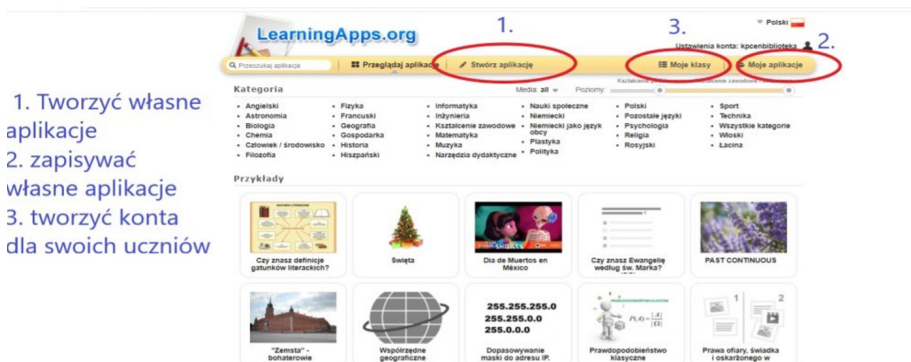 LearningApps.org
1.
3.
2.
Polski
Ustawienia konta: kpcenbiblioteka
Przeszukaj aplikacje
Przeglądaj aplikacje
Stwórz aplikację
Moje klasy
Moje aplikacje
1. Tworzyć własne
aplikacje
2. zapisywać
własne aplikacje
3. tworzyć konta
dla swoich uczniów
Kategoria
Media: all
Poziomy:
Angielski
Astronomia
Biologia
Chemia
Człowiek / środowisko
Filozofia
Fizyka
Francuski
Geografia
Gospodarka
Historia
Hiszpański
Informatyka
Inżynieria
Kształcenie zawodowe
Matematyka
Muzyka
Narzędzia dydaktyczne
Nauki społeczne
Niemiecki
Niemiecki jako język
obcy
Plastyka
Polityka
Polski
Pozostałe języki
Psychologia
Religia
Rosyjski
Sport
Technika
Wszystkie kategorie
Włoski
Łacina
Przykłady
Czy znasz definicje
gatunków literackich?
Święta
SHORTS
Dia de Muertos en
México
Czy znasz Ewangelię
według św. Marka?
PAST CONTINUOUS
"Zemsta" -
bohaterowie
Współrzędne
geograficzne
255.255.255.0
255.255.0.0
255.0.0.0
Dopasowywanie
maski do adresu IP.
Prawdopodobieństwo
klasyczne
1
2
Prawa ofiary, świadka
i oskarżonego w